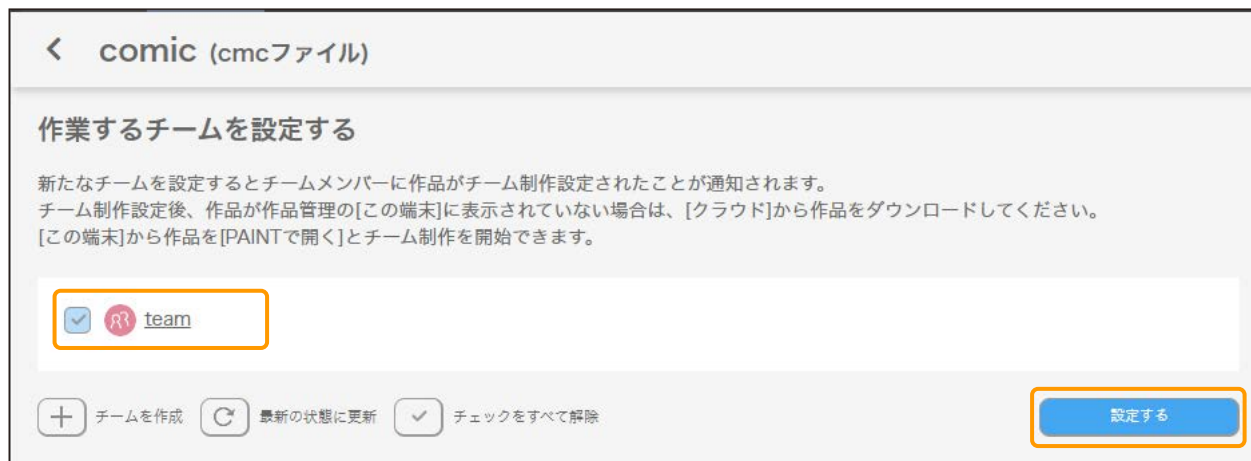 comic (cmcファイル)
作業するチームを設定する
新たなチームを設定するとチームメンバーに作品がチーム制作設定されたことが通知されます。
チーム制作設定後、作品が作品管理の[この端末]に表示されていない場合は、[クラウド]から作品をダウンロードしてください。
[この端末]から作品を[PAINTで開く]とチーム制作を開始できます。
team
チームを作成 最新の状態に更新 チェックをすべて解除 設定する